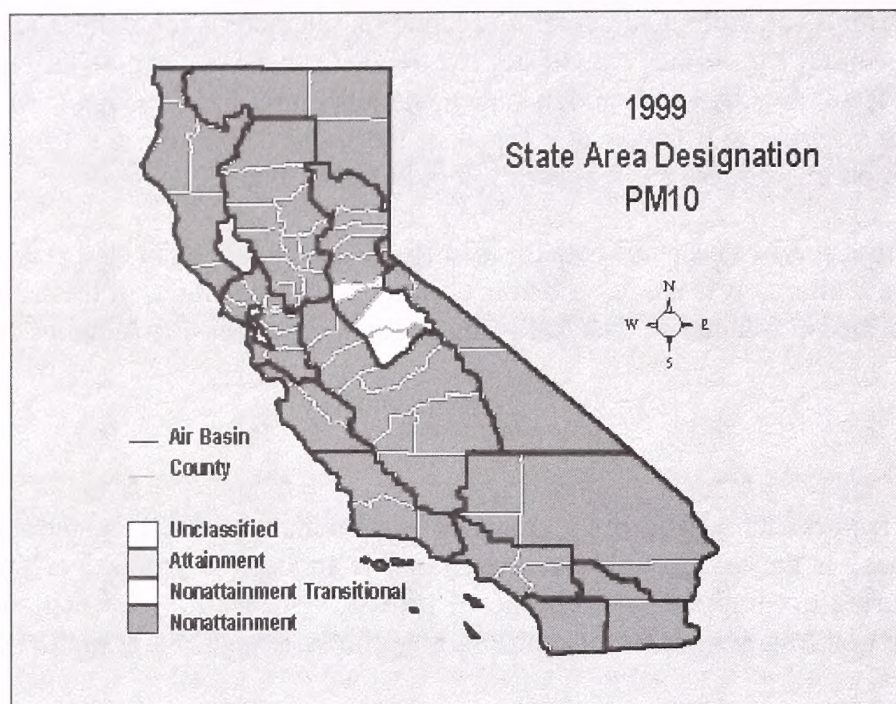 1999
State Area Designation
PM10
N
W E
S
Air Basin
County
Unclassified
Attainment
Nonattainment Transitional
Nonattainment